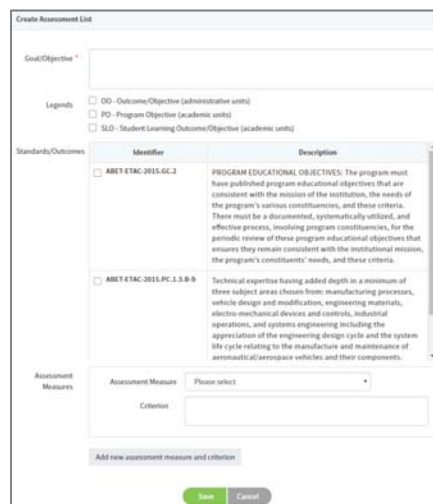 Create Assessment List
Goal/Objective *
Legends
OO - Outcome/Objective (administrative units)
PO - Program Objective (academic units)
SLO - Student Learning Outcome/Objective (academic units)
Standards/Outcomes
Identifier Description
ABET-ETAC-2015.GC.2
PROGRAM EDUCATIONAL OBJECTIVES: The program must
have published program educational objectives that are
consistent with the mission of the institution, the needs of
the program's various constituencies, and these criteria.
There must be a documented, systematically utilized, and
effective process, involving program constituencies, for
the periodic review of these program educational objectives that
ensures they remain consistent with the institutional mission,
the program's constituents' needs, and these criteria.
ABET-ETAC-2015.PC.1.3.B-b
Technical expertise having added depth in a minimum of
three subject areas chosen from: manufacturing processes,
vehicle design and modification, engineering materials,
electro-mechanical devices and controls, industrial
operations, and systems engineering including the
appreciation of the engineering design cycle and the system
life cycle relating to the manufacture and maintenance of
aeronautical/aerospace vehicles and their components.
Assessment
Measures
Assessment Measure Please select
Criterion
Add new assessment measure and criterion
Save Cancel